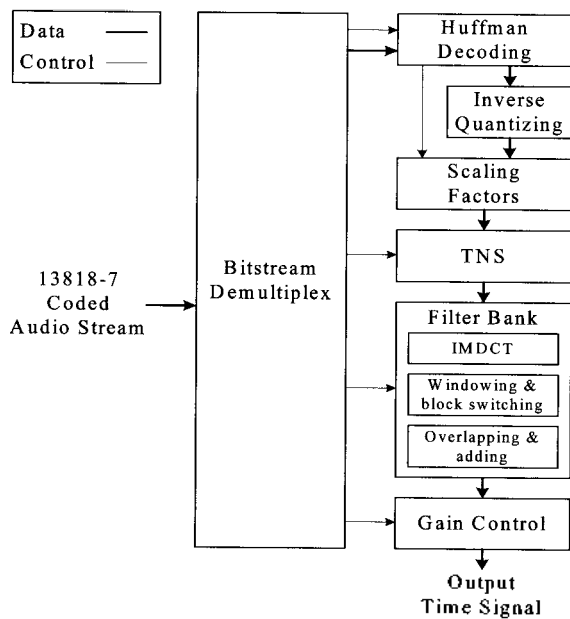 Data
Control
13818-7
Coded
Audio Stream
Bitstream
Demultiplex
Huffman
Decoding
Inverse
Quantizing
Scaling
Factors
TNS
Filter Bank
IMDCT
Windowing &
block switching
Overlapping &
adding
Gain Control
Output
Time Signal